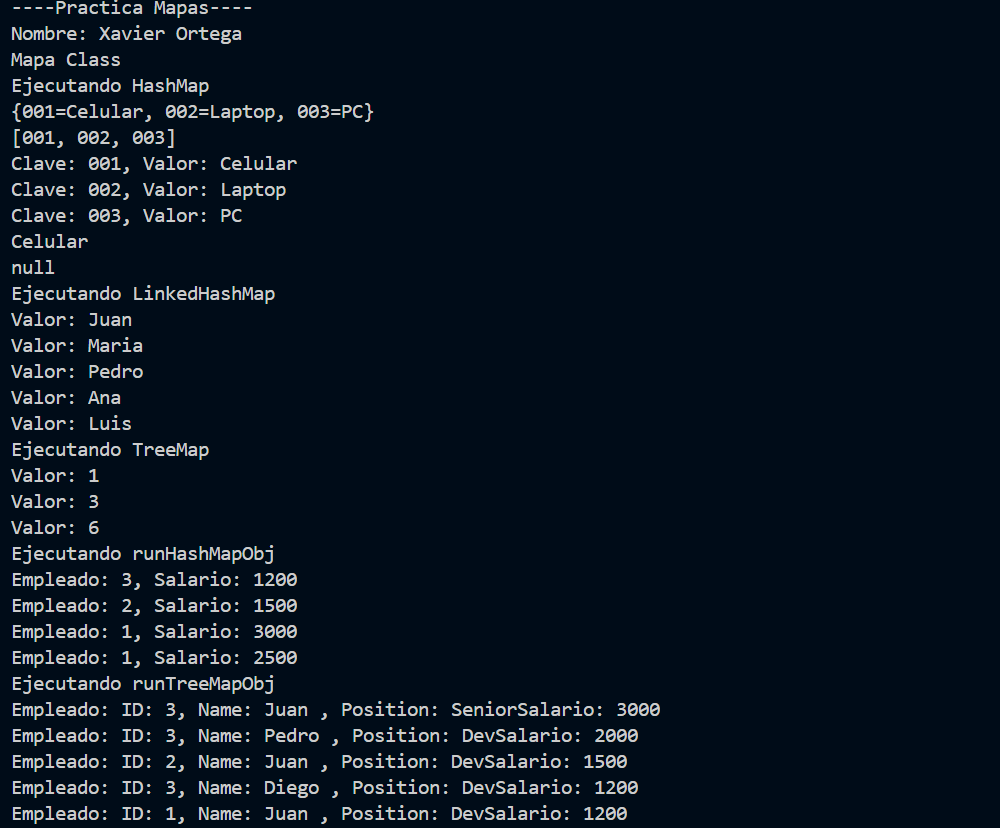 ----Practica Mapas----
Nombre: Xavier Ortega
Mapa Class
Ejecutando HashMap
{001=Celular, 002=Laptop, 003=PC}
[001, 002, 003]
Clave: 001, Valor: Celular
Clave: 002, Valor: Laptop
Clave: 003, Valor: PC
Celular
null
Ejecutando LinkedHashMap
Valor: Juan
Valor: Maria
Valor: Pedro
Valor: Ana
Valor: Luis
Ejecutando TreeMap
Valor: 1
Valor: 3
Valor: 6
Ejecutando runHashMapObj
Empleado: 3, Salario: 1200
Empleado: 2, Salario: 1500
Empleado: 1, Salario: 3000
Empleado: 1, Salario: 2500
Ejecutando runTreeMapObj
Empleado: ID: 3, Name: Juan , Position: SeniorSalario: 3000
Empleado: ID: 3, Name: Pedro , Position: DevSalario: 2000
Empleado: ID: 2, Name: Juan , Position: DevSalario: 1500
Empleado: ID: 3, Name: Diego , Position: DevSalario: 1200
Empleado: ID: 1, Name: Juan , Position: DevSalario: 1200